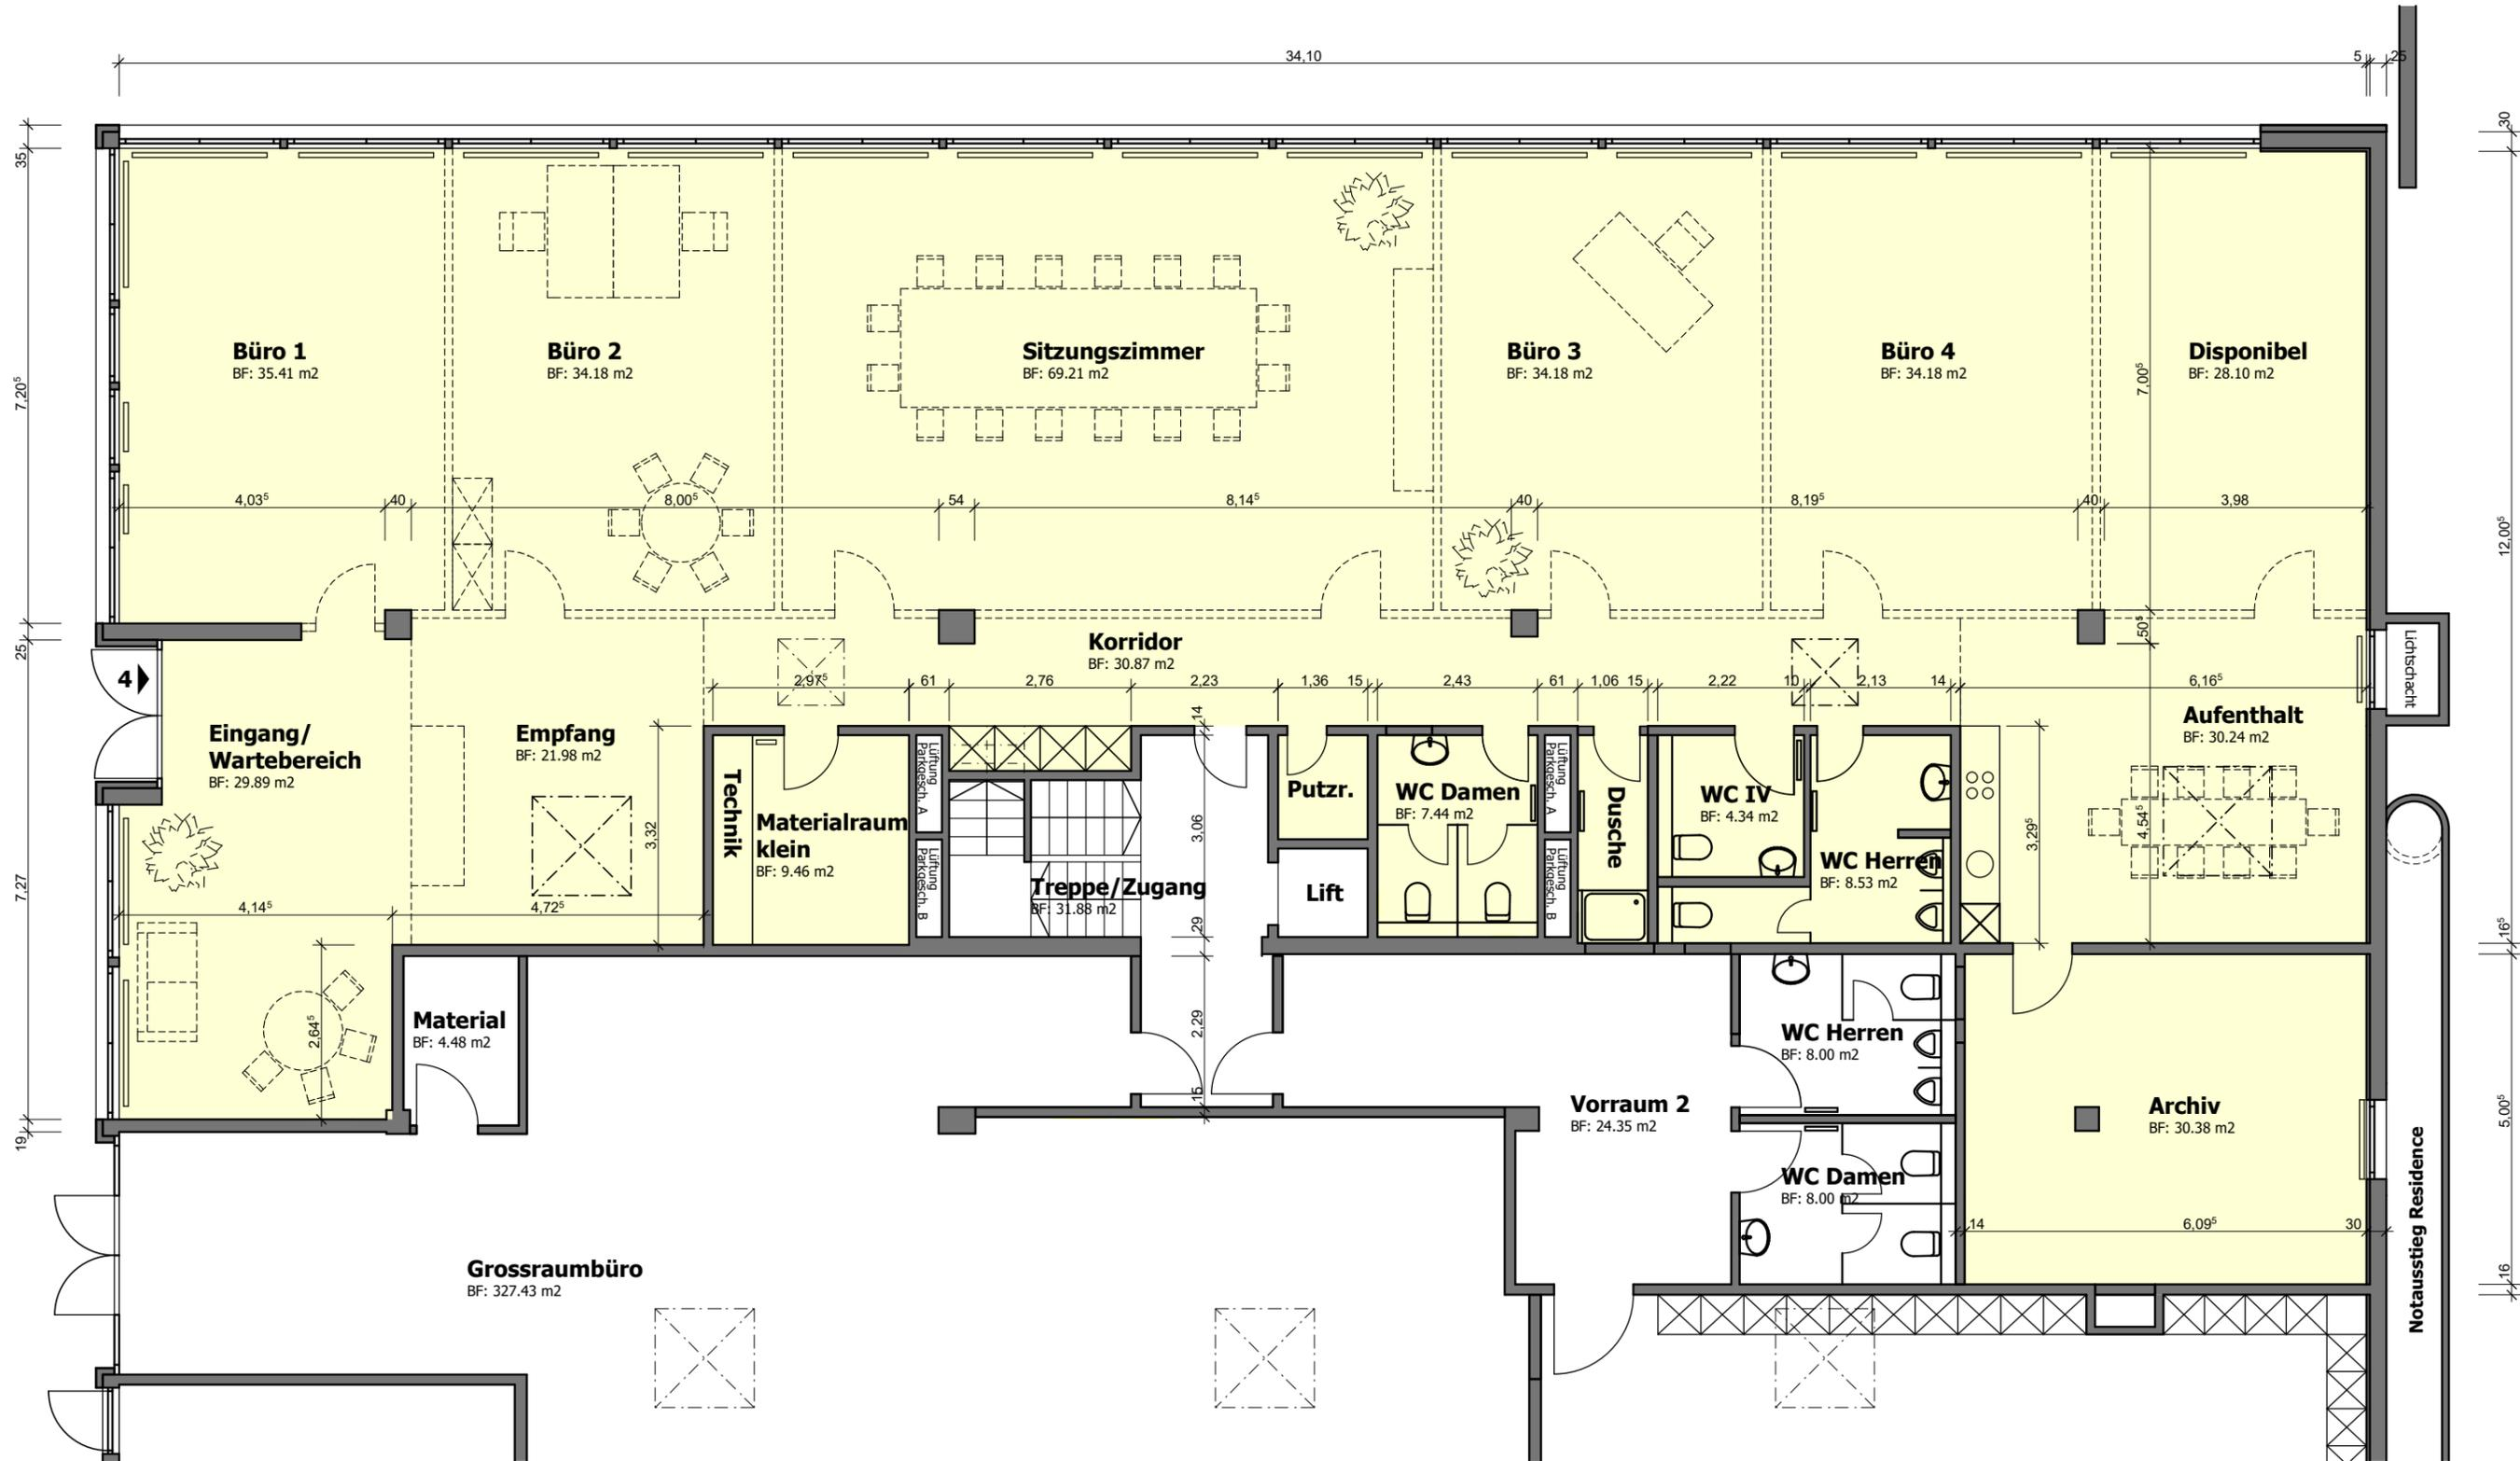 34,10
5
25
35
30
Büro 1
BF: 35.41 m2
Büro 2
BF: 34.18 m2
Sitzungszimmer
BF: 69.21 m2
Büro 3
BF: 34.18 m2
Büro 4
BF: 34.18 m2
Disponibel
BF: 28.10 m2
7,20⁵
7,00⁵
4,03⁵
40
8,00⁵
54
8,14⁵
40
8,19⁵
40
3,98
12,00⁵
Korridor
BF: 30.87 m2
50⁵
25
Lichtschacht
4
2,97⁵
61
2,76
2,23
1,36
15
2,43
61
1,06
15
2,22
10
2,13
14
6,16⁵
14
Eingang/
Wartebereich
BF: 29.89 m2
Empfang
BF: 21.98 m2
Aufenthalt
BF: 30.24 m2
Technik
Materialraum
klein
BF: 9.46 m2
Lüftung
Parkgesch. A
Lüftung
Parkgesch. B
Putzr.
WC Damen
BF: 7.44 m2
Lüftung
Parkgesch. A
Lüftung
Parkgesch. B
Dusche
WC IV
BF: 4.34 m2
WC Herren
BF: 8.53 m2
3,32
3,06
3,29⁵
4,54⁵
Treppe/Zugang
BF: 31.88 m2
Lift
7,27
4,14⁵
4,72⁵
29
16⁵
Material
BF: 4.48 m2
2,64⁵
2,29
15
WC Herren
BF: 8.00 m2
Vorraum 2
BF: 24.35 m2
Archiv
BF: 30.38 m2
5,00⁵
19
WC Damen
BF: 8.00 m2
14
6,09⁵
30
Notausstieg Residence
16
Grossraumbüro
BF: 327.43 m2